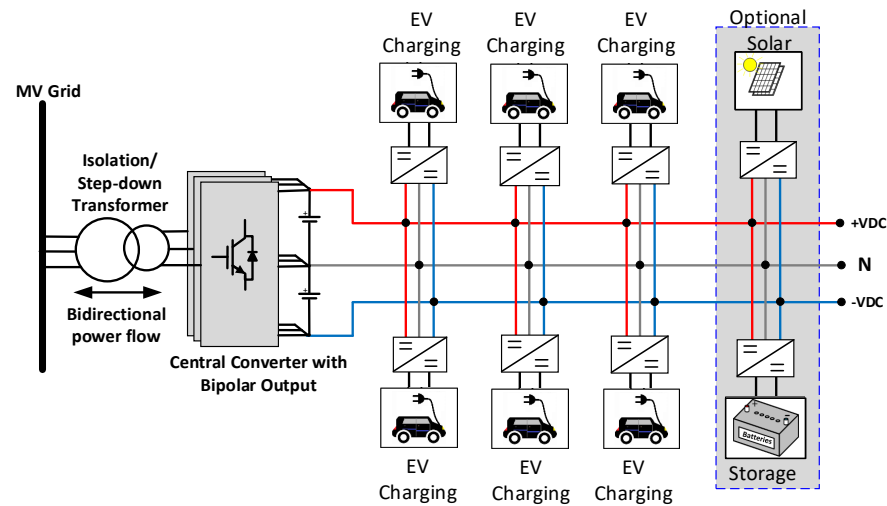 EV
Charging
EV
Charging
EV
Charging
Optional
Solar
MV Grid
Isolation/
Step-down
Transformer
+VDC
N
-VDC
Bidirectional
power flow
Central Converter with
Bipolar Output
+
+
Batteries
EV
Charging
EV
Charging
EV
Charging
Storage